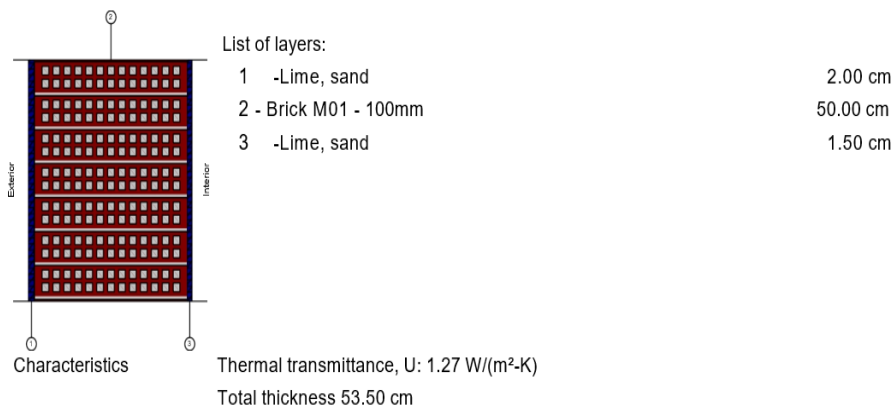 2
List of layers:
1 -Lime, sand 2.00 cm
2 - Brick M01 - 100mm 50.00 cm
3 -Lime, sand 1.50 cm
Exterior
Interior
1
3
Characteristics Thermal transmittance, U: 1.27 W/(m²-K)
Total thickness 53.50 cm